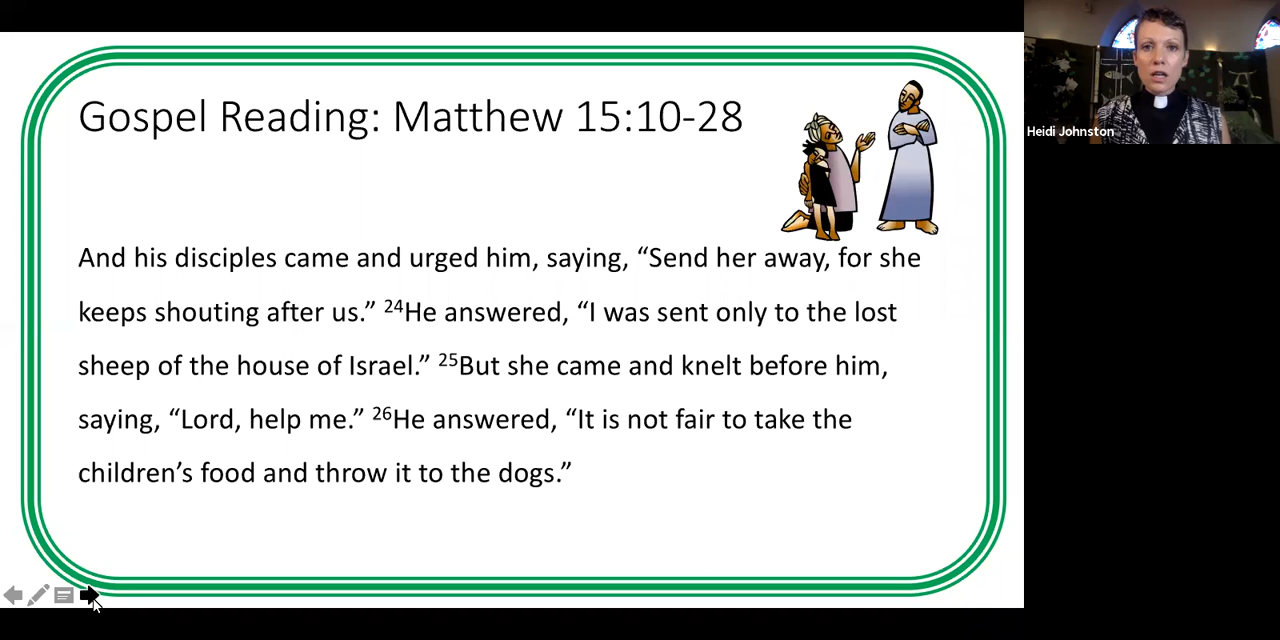 Gospel Reading: Matthew 15:10-28
And his disciples came and urged him, saying, “Send her away, for she
keeps shouting after us.” ²⁴He answered, “I was sent only to the lost
sheep of the house of Israel.” ²⁵But she came and knelt before him,
saying, “Lord, help me.” ²⁶He answered, “It is not fair to take the
children’s food and throw it to the dogs.”
Heidi Johnston